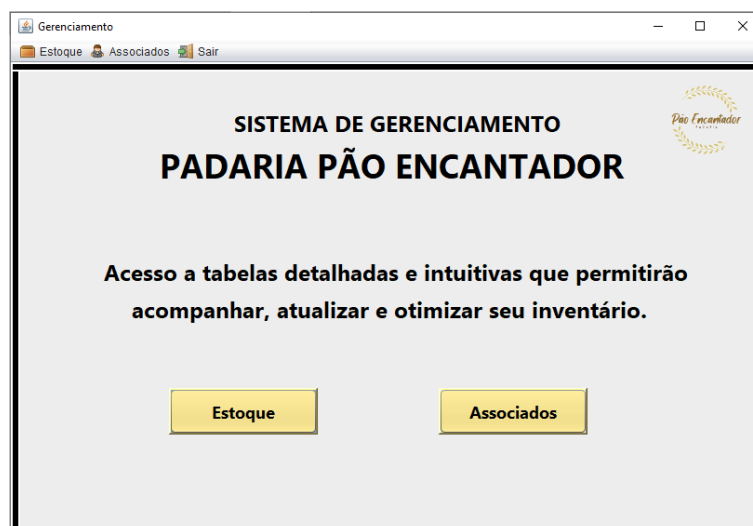 Gerenciamento
Estoque Associados Sair
Pão Encantador
SISTEMA DE GERENCIAMENTO
PADARIA PÃO ENCANTADOR
Acesso a tabelas detalhadas e intuitivas que permitirão
acompanhar, atualizar e otimizar seu inventário.
Estoque Associados